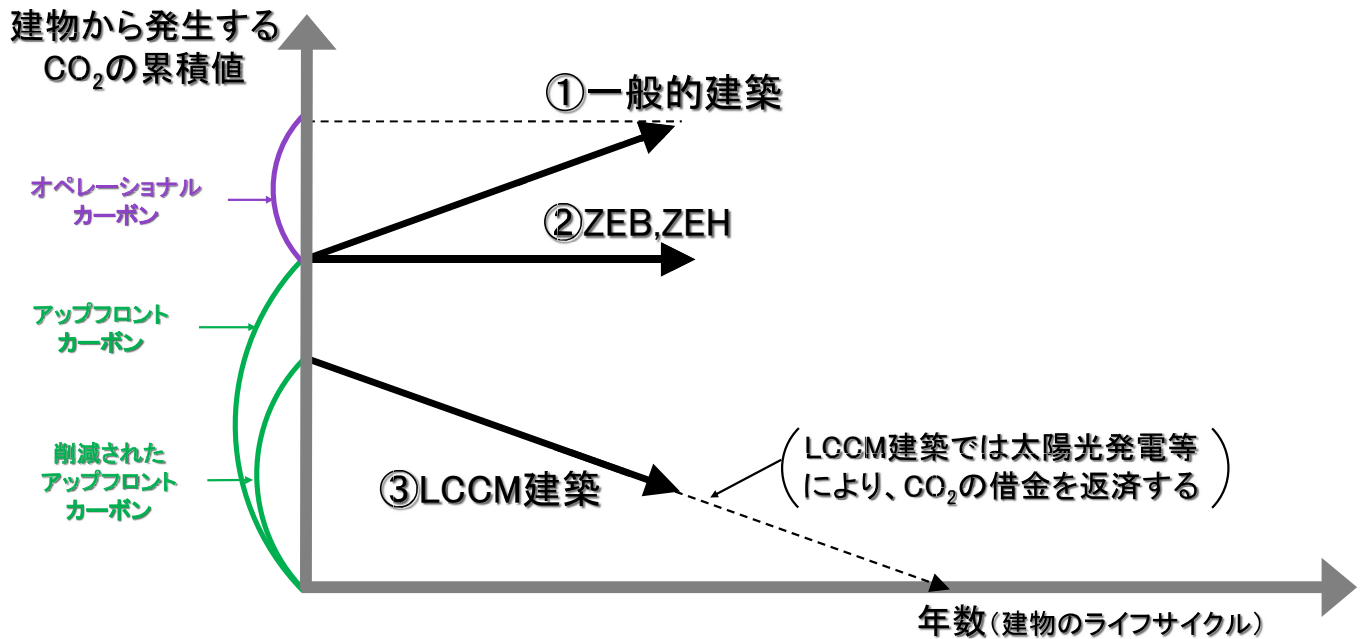 建物から発生する
CO₂の累積値
①一般的建築
オペレーショナル
カーボン
②ZEB,ZEH
アップフロント
カーボン
削減された
アップフロント
カーボン
③LCCM建築
LCCM建築では太陽光発電等
により、CO₂の借金を返済する
年数(建物のライフサイクル)